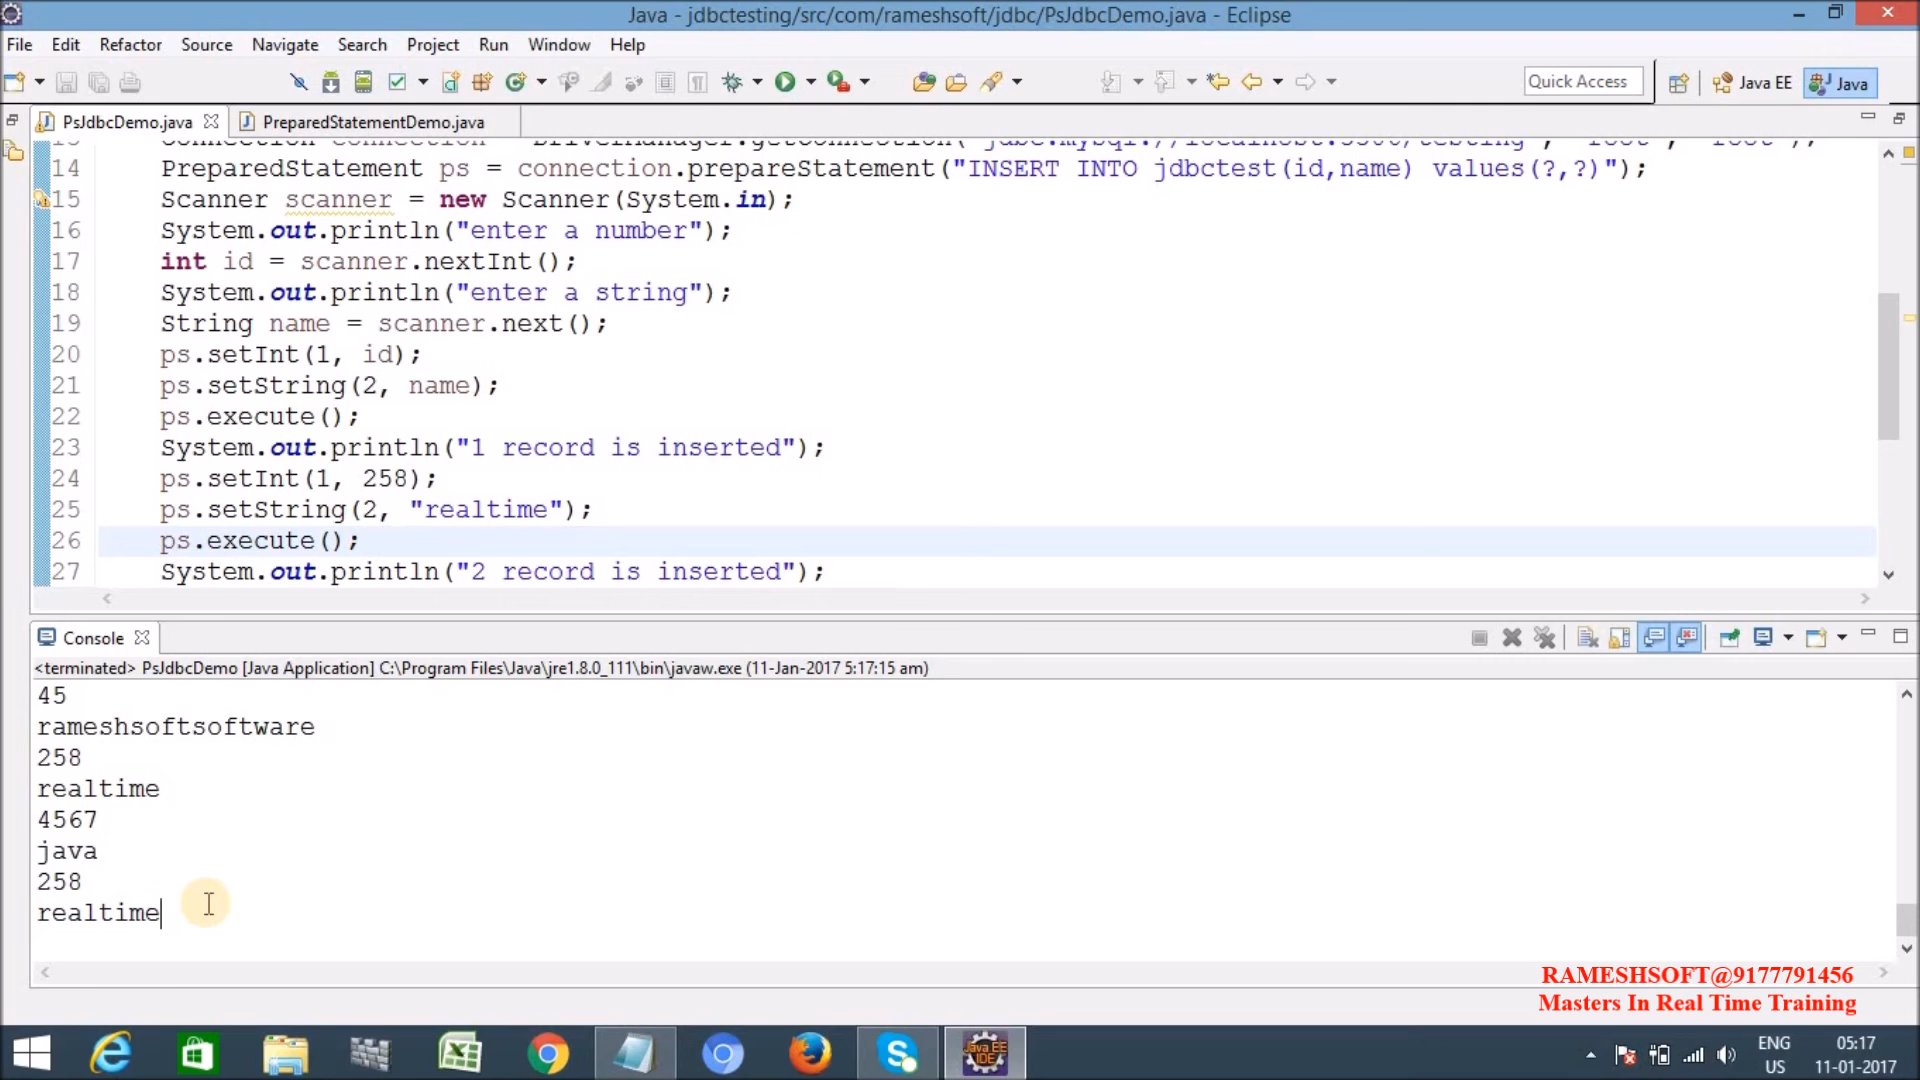 Java - jdbctesting/src/com/rameshsoft/jdbc/PsJdbcDemo.java - Eclipse
File Edit Refactor Source Navigate Search Project Run Window Help
Quick Access Java EE Java
PsJdbcDemo.java PreparedStatementDemo.java
14 PreparedStatement ps = connection.prepareStatement("INSERT INTO jdbctest(id,name) values(?,?)");
15 Scanner scanner = new Scanner(System.in);
16 System.out.println("enter a number");
17 int id = scanner.nextInt();
18 System.out.println("enter a string");
19 String name = scanner.next();
20 ps.setInt(1, id);
21 ps.setString(2, name);
22 ps.execute();
23 System.out.println("1 record is inserted");
24 ps.setInt(1, 258);
25 ps.setString(2, "realtime");
26 ps.execute();
27 System.out.println("2 record is inserted");
Console
<terminated> PsJdbcDemo [Java Application] C:\Program Files\Java\jre1.8.0_111\bin\javaw.exe (11-Jan-2017 5:17:15 am)
45
rameshsoftsoftware
258
realtime
4567
java
258
realtime
RAMESHSOFT@9177791456
Masters In Real Time Training
Java EE
IDE
ENG
US
05:17
11-01-2017